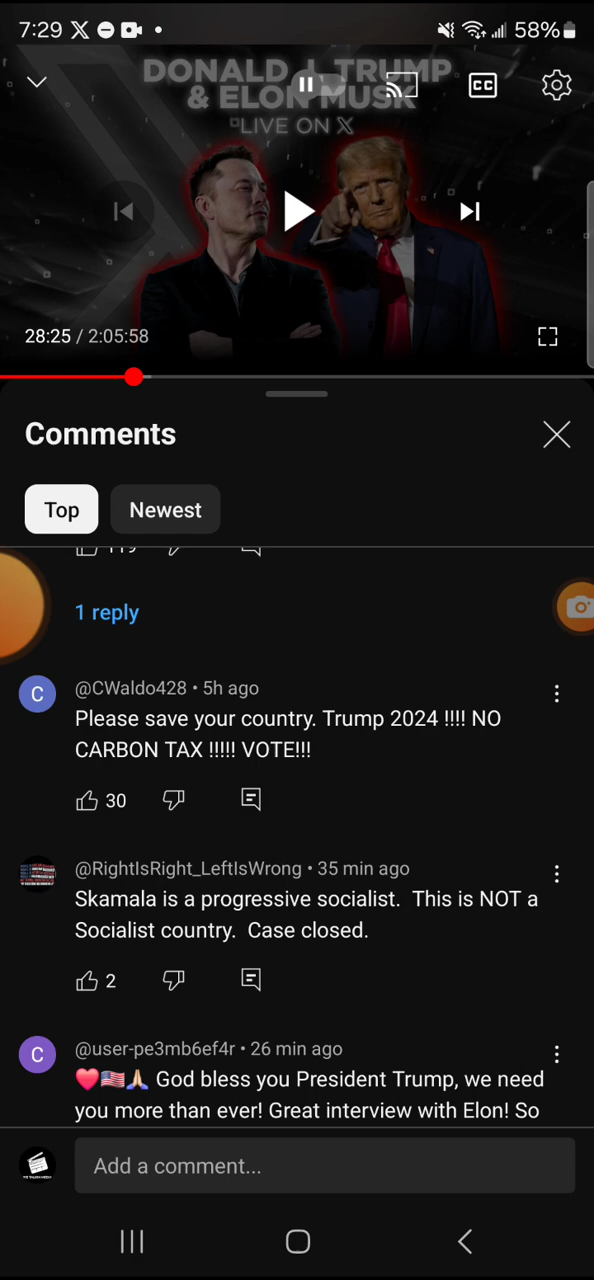 7:29 X 58%
DONALD J. TRUMP
& ELON MUSK
LIVE ON X
CC
28:25 / 2:05:58
Comments
Top Newest
119
1 reply
C @CWaldo428 • 5h ago
Please save your country. Trump 2024 !!!! NO
CARBON TAX !!!!! VOTE!!!
30
@RightIsRight_LeftIsWrong • 35 min ago
Skamala is a progressive socialist.  This is NOT a
Socialist country.  Case closed.
2
C @user-pe3mb6ef4r • 26 min ago
❤️🇺🇸🙏 God bless you President Trump, we need
you more than ever! Great interview with Elon! So
Add a comment...